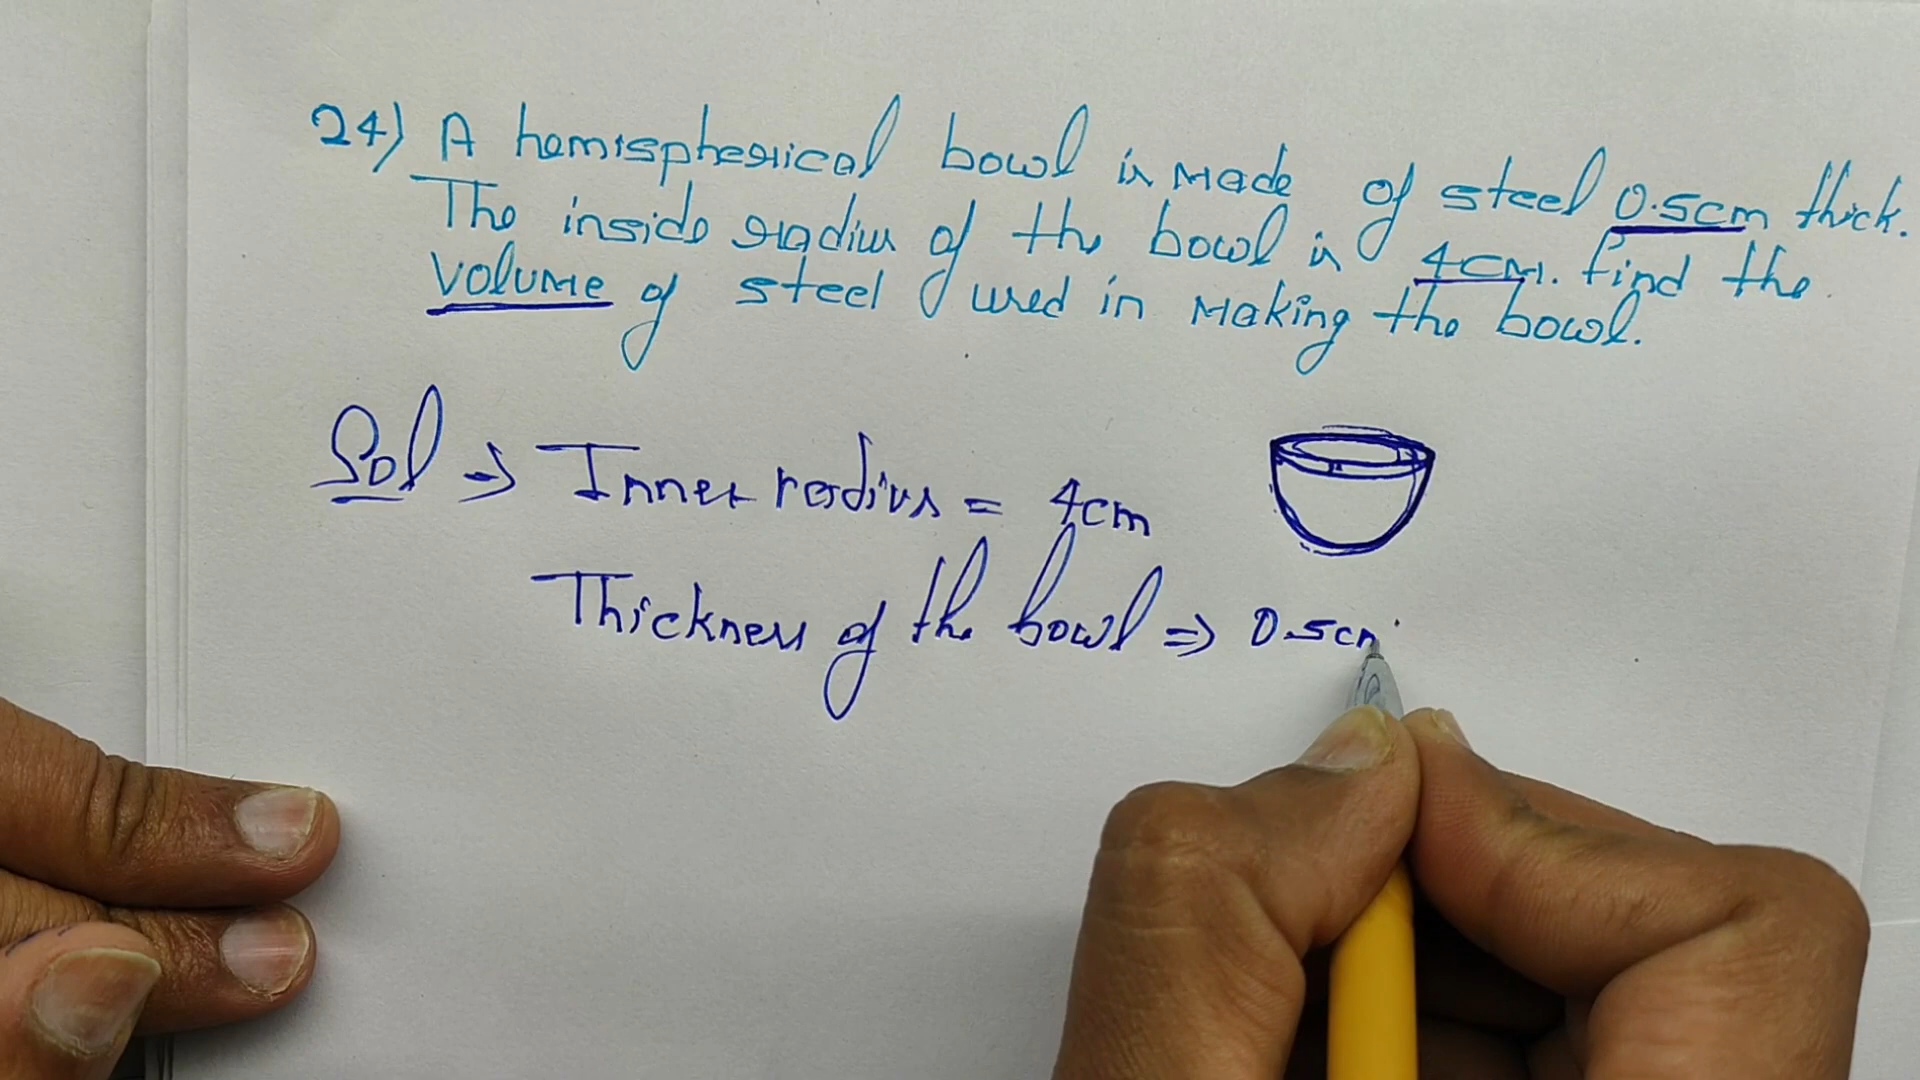 24) A hemispherical bowl is made of steel 0.5cm thick.
The inside radius of the bowl is 4cm. find the
volume of steel used in making the bowl.
Sol ⇒ Inner radius = 4cm
Thickness of the bowl ⇒ 0.5cm